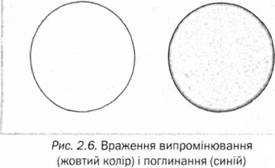 Рис. 2.6. Враження випромінювання
(жовтий колір) і поглинання (синій)